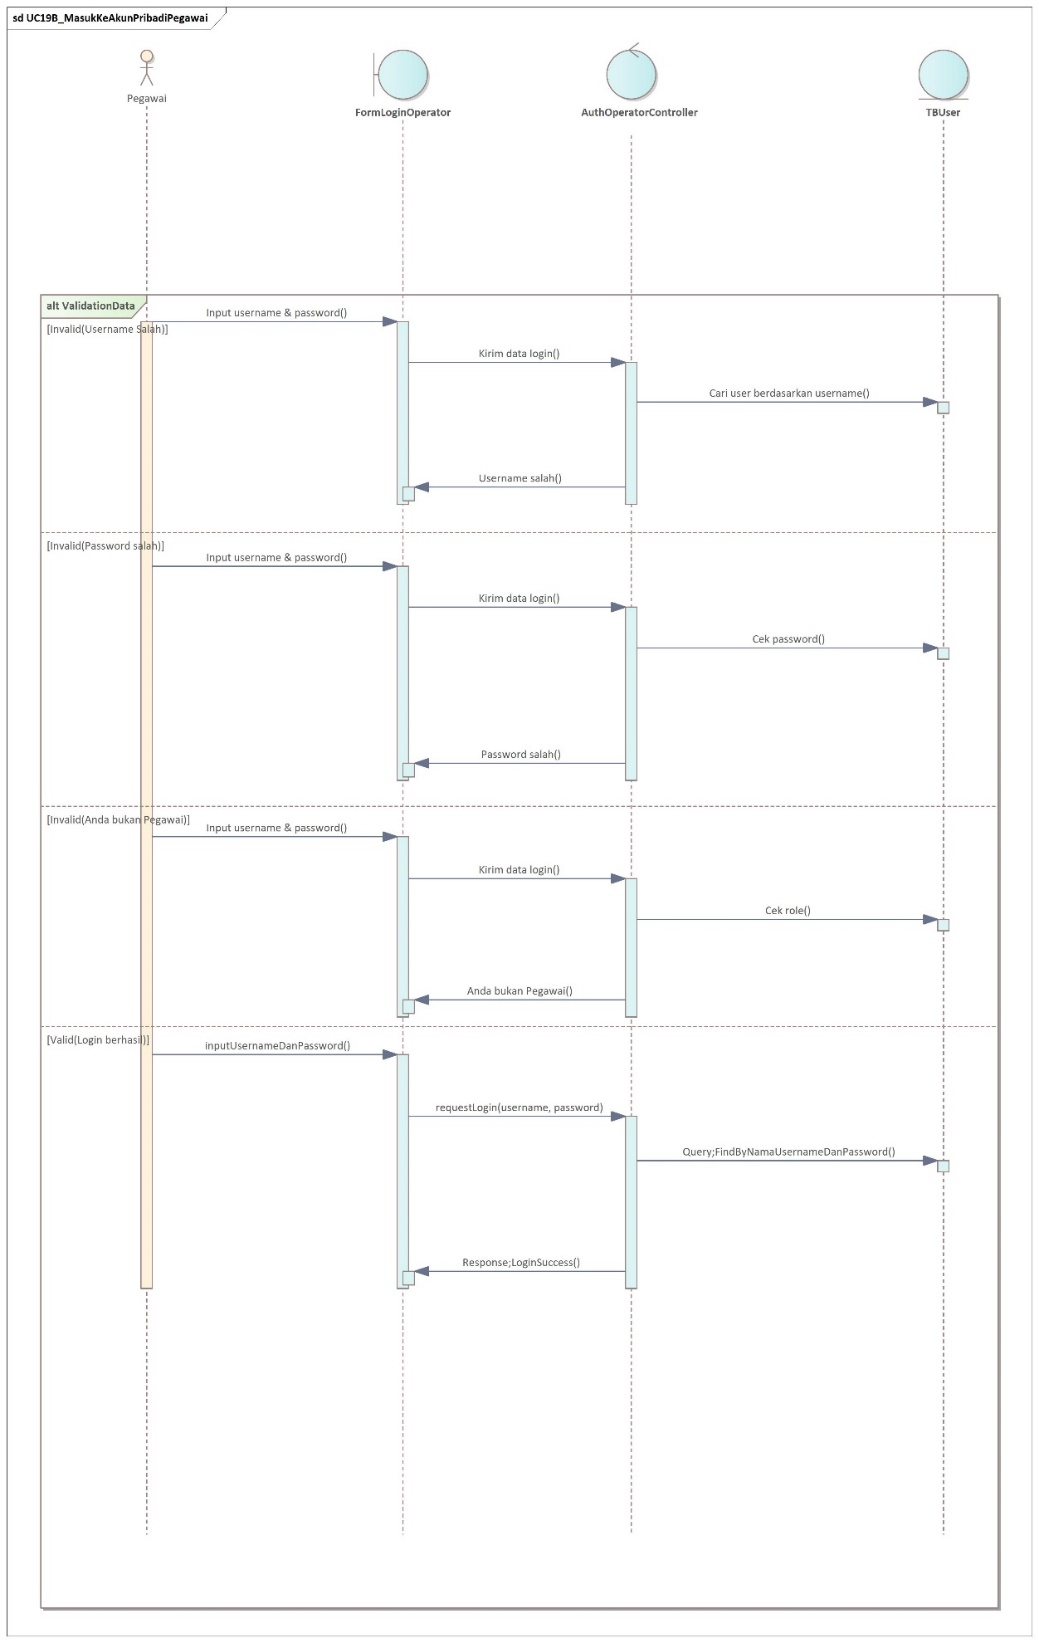 sd UC19B_MasukKeAkunPribadiPegawai
Pegawai
FormLoginOperator
AuthOperatorController
TBUser
alt ValidationData
Input username & password()
[Invalid(Username Salah)]
Kirim data login()
Cari user berdasarkan username()
Username salah()
[Invalid(Password salah)]
Input username & password()
Kirim data login()
Cek password()
Password salah()
[Invalid(Anda bukan Pegawai)]
Input username & password()
Kirim data login()
Cek role()
Anda bukan Pegawai()
[Valid(Login berhasil)]
inputUsernameDanPassword()
requestLogin(username, password)
Query;FindByNamaUsernameDanPassword()
Response;LoginSuccess()